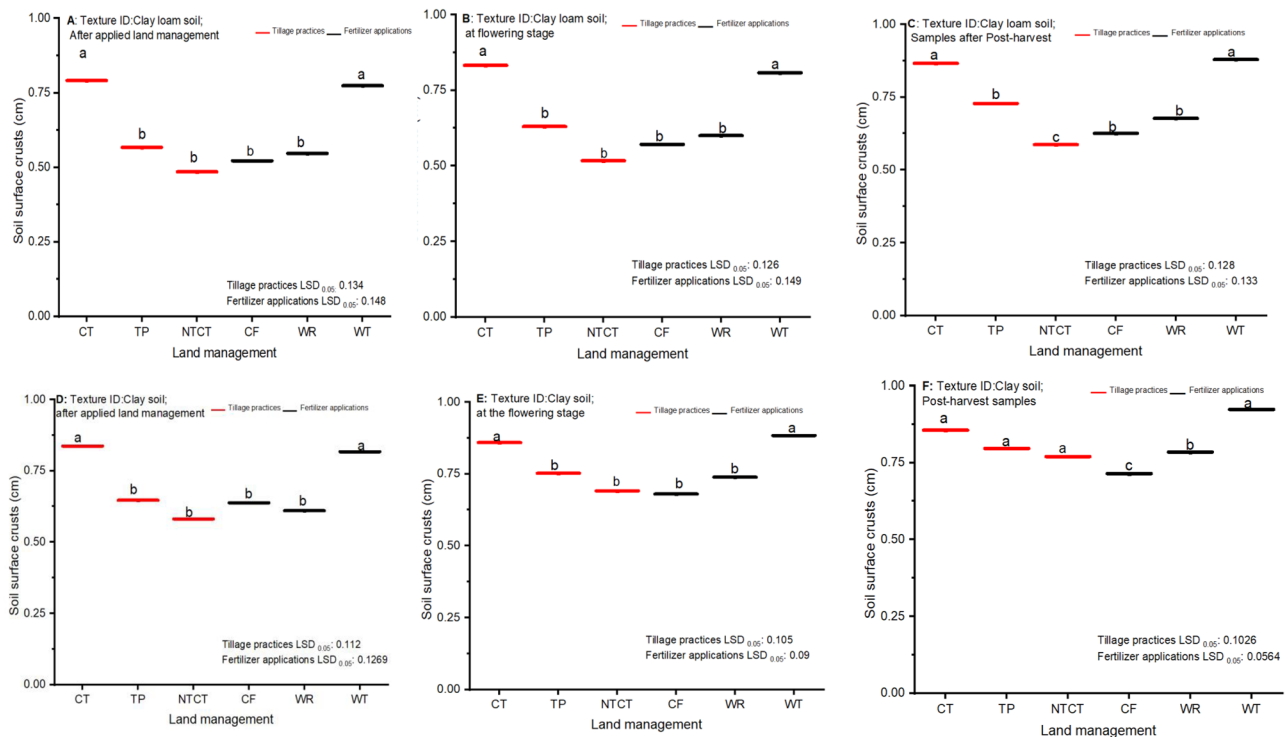 A: Texture ID:Clay loam soil;
After applied land management
Tillage practices
Fertilizer applications
Soil surface crusts (cm)
1.00
0.75
0.50
0.25
0.00
a
b
b
b
b
a
Tillage practices LSD 0.05: 0.134
Fertilizer applications LSD 0.05: 0.148
CT TP NTCT CF WR WT
Land management
B: Texture ID:Clay loam soil;
at flowering stage
Tillage practices
Fertilizer applications
1.00
0.75
0.50
0.25
0.00
a
b
b
b
b
a
Tillage practices LSD 0.05: 0.126
Fertilizer applications LSD 0.05: 0.149
CT TP NTCT CF WR WT
Land management
C: Texture ID:Clay loam soil;
Samples after Post-harvest
Tillage practices
Fertilizer applications
Soil surface crusts (cm)
1.00
0.75
0.50
0.25
0.00
a
b
c
b
b
a
Tillage practices LSD 0.05: 0.128
Fertilizer applications LSD 0.05: 0.133
CT TP NTCT CF WR WT
Land management
D: Texture ID:Clay soil;
after applied land management
Tillage practices
Fertilizer applications
Soil surface crusts (cm)
1.00
0.75
0.50
0.25
0.00
a
b
b
b
b
a
Tillage practices LSD 0.05: 0.112
Fertilizer applications LSD 0.05: 0.1269
CT TP NTCT CF WR WT
Land management
E: Texture ID:Clay soil;
at the flowering stage
Tillage practices
Fertilizer applications
Soil surface crusts (cm)
1.00
0.75
0.50
0.25
0.00
a
b
b
b
b
a
Tillage practices LSD 0.05: 0.105
Fertilizer applications LSD 0.05: 0.09
CT TP NTCT CF WR WT
Land management
F: Texture ID:Clay soil;
Post-harvest samples
Tillage practices
Fertilizer applications
Soil surface crusts (cm)
1.00
0.75
0.50
0.25
0.00
a
a
a
c
b
a
Tillage practices LSD 0.05: 0.1026
Fertilizer applications LSD 0.05: 0.0564
CT TP NTCT CF WR WT
Land management